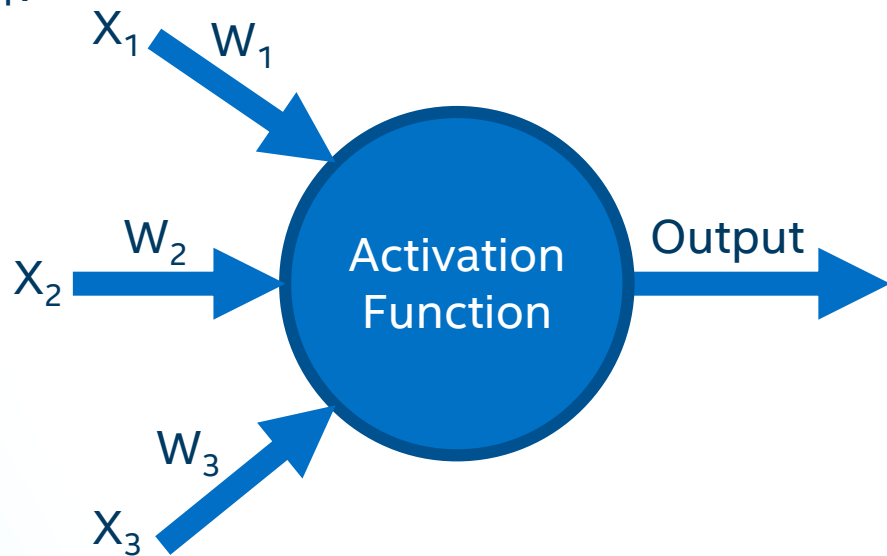 X₁
W₁
W₂
X₂
Activation
Function
Output
W₃
X₃